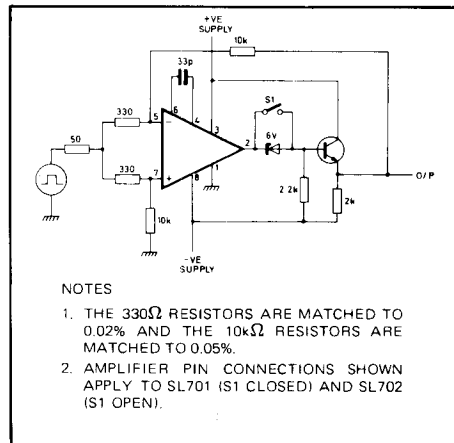 +VE
SUPPLY
10k
33p
6
4
S1
330
5
−
3
50
2
6V
330
7
+
1
8
O/P
10k
2 2k
2k
−VE
SUPPLY
NOTES
1. THE 330Ω RESISTORS ARE MATCHED TO
0.02% AND THE 10kΩ RESISTORS ARE
MATCHED TO 0.05%.
2. AMPLIFIER PIN CONNECTIONS SHOWN
APPLY TO SL701 (S1 CLOSED) AND SL702
(S1 OPEN).